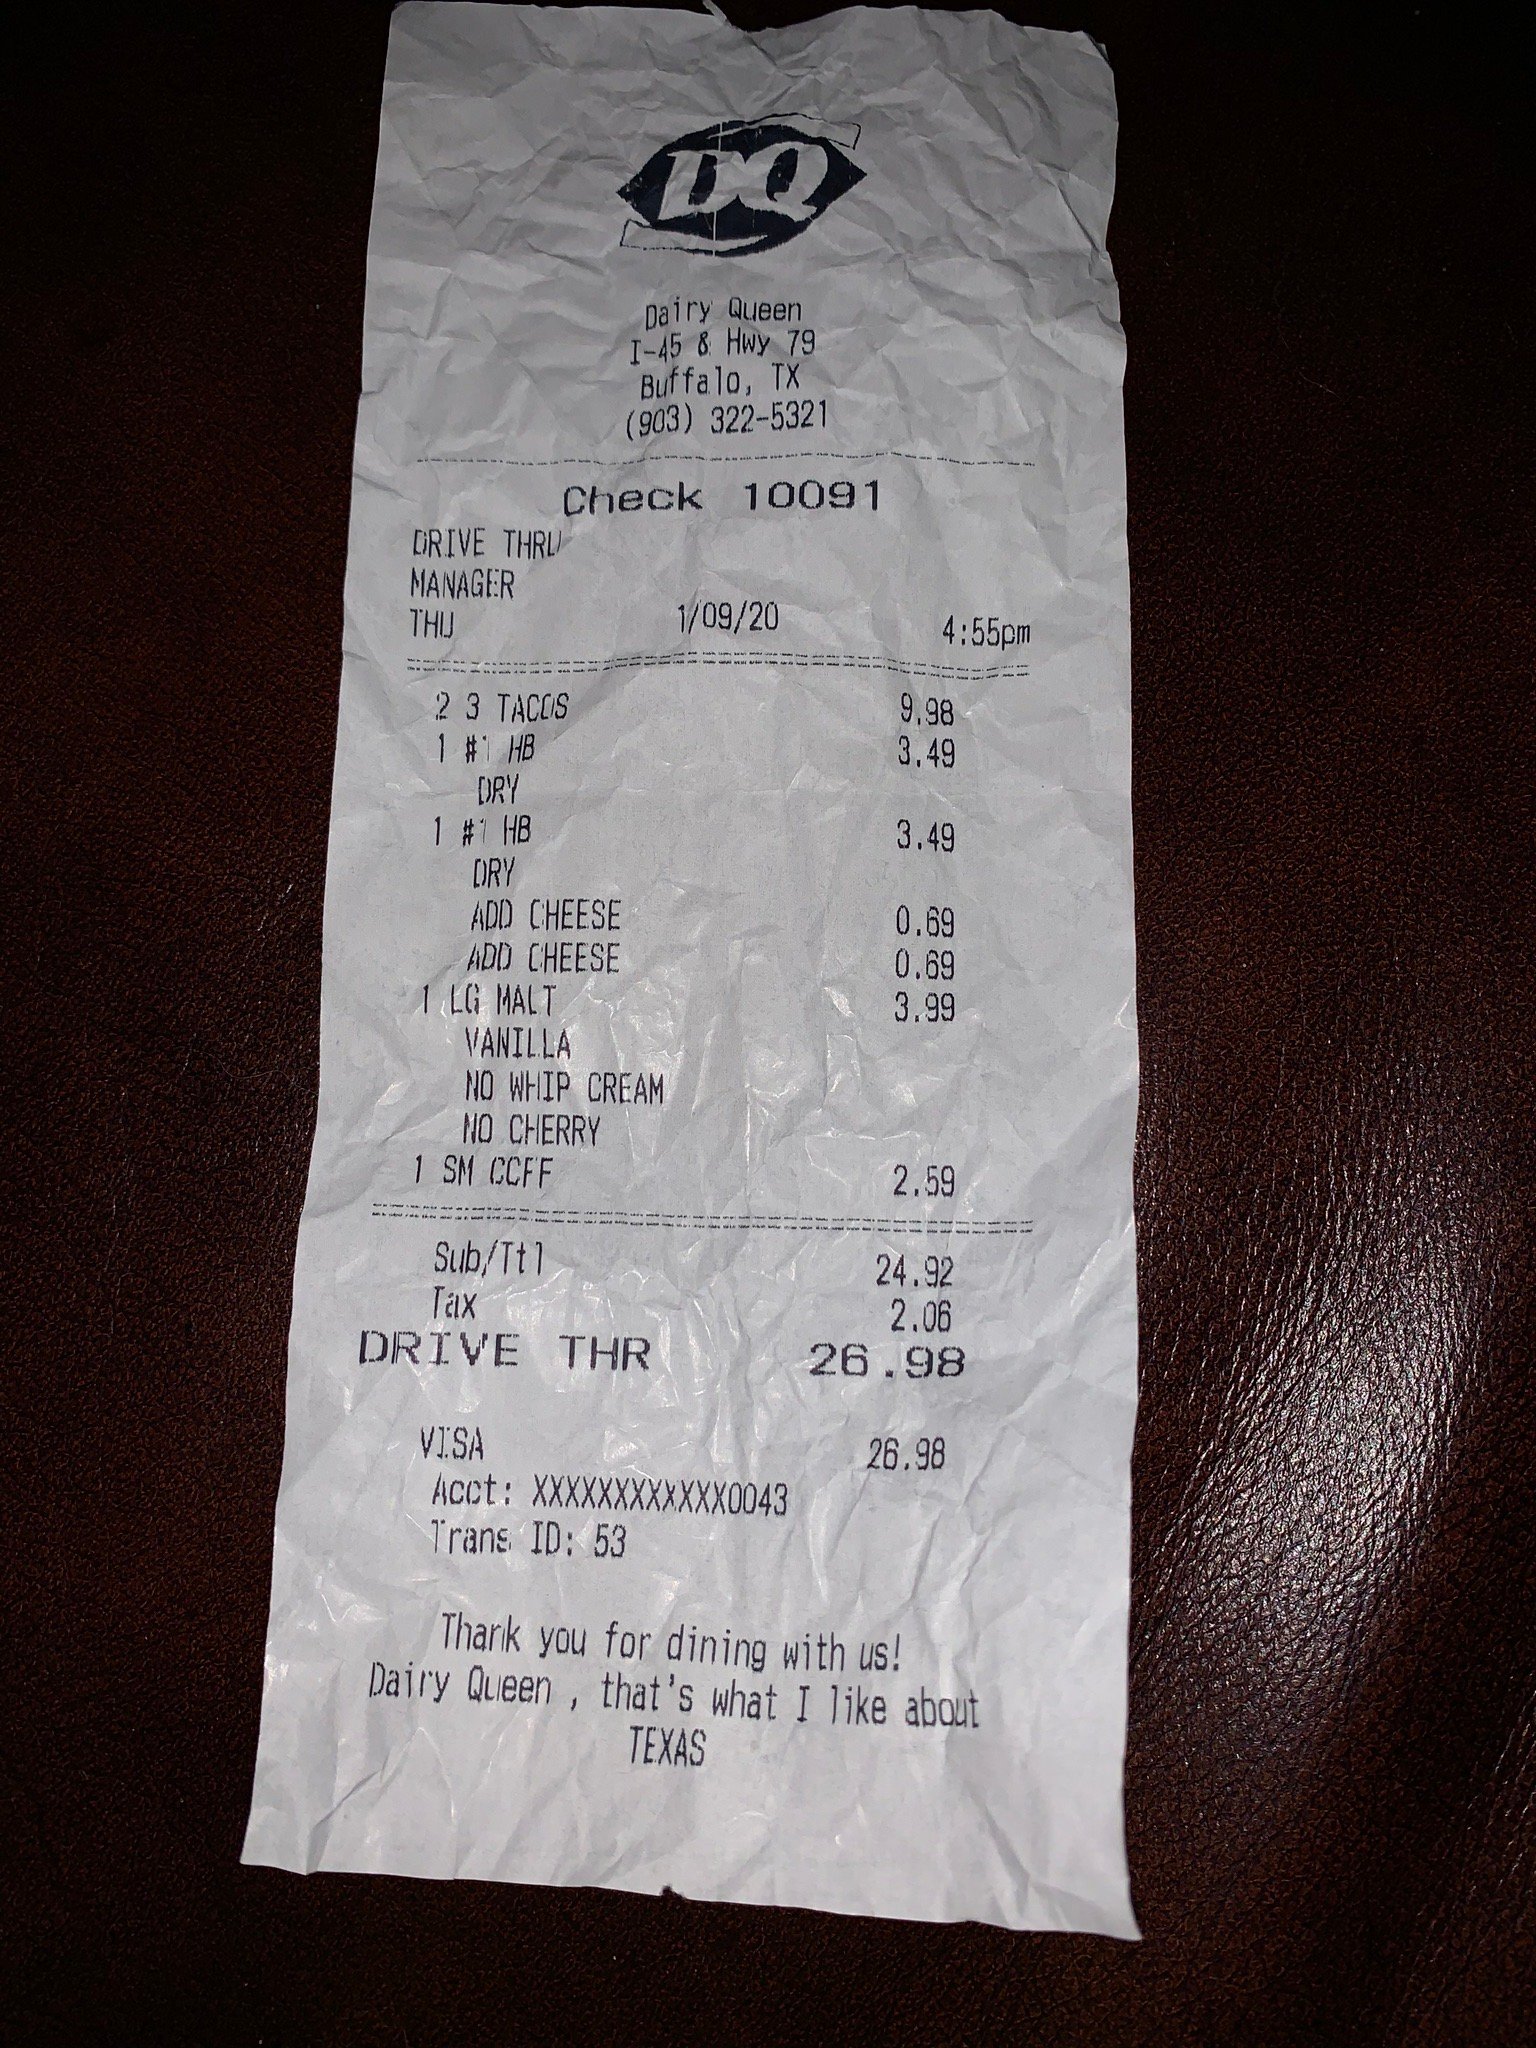 DQ
Dairy Queen
I-45 & Hwy 79
Buffalo, TX
(903) 322-5321
Check 10091
DRIVE THRU
MANAGER
THU 1/09/20 4:55pm
2 3 TACOS 9.98
1 #1 HB 3.49
DRY
1 #1 HB 3.49
DRY
ADD CHEESE 0.69
ADD CHEESE 0.69
1 LG MALT 3.99
VANILLA
NO WHIP CREAM
NO CHERRY
1 SM CCFF 2.59
Sub/Ttl 24.92
Tax 2.06
DRIVE THR 26.98
VISA 26.98
Acct: XXXXXXXXXXXX0043
Trans ID: 53
Thank you for dining with us!
Dairy Queen , that's what I like about
TEXAS